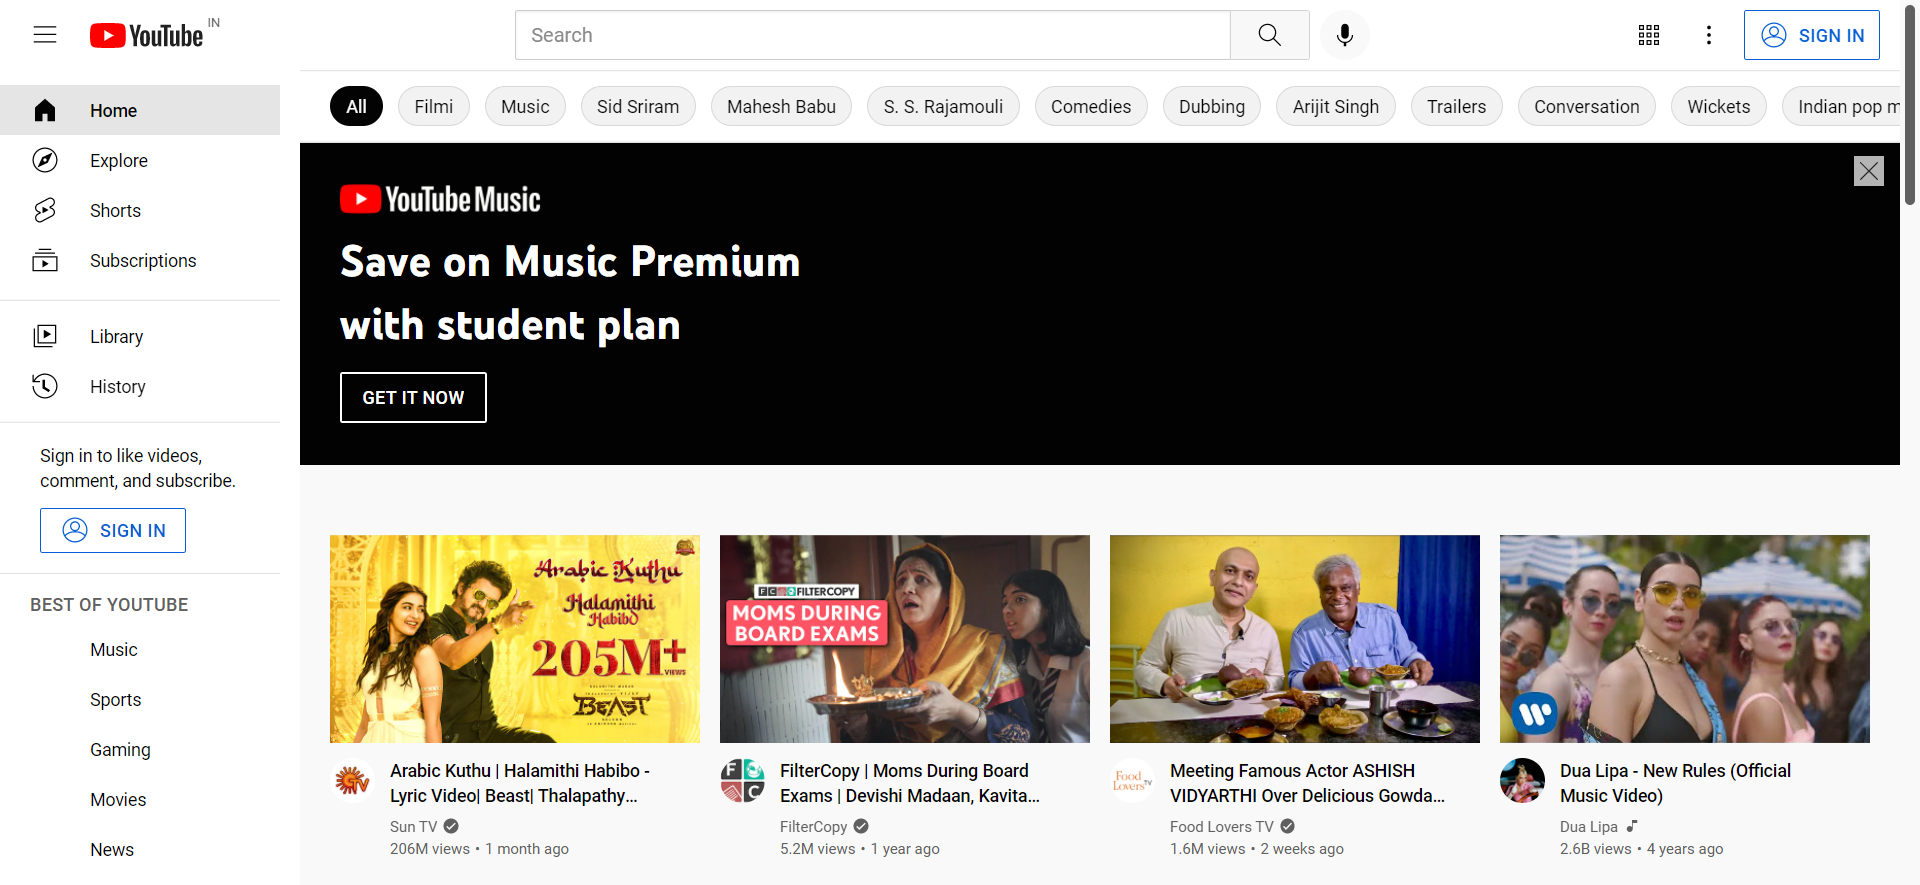 YouTube IN
Search
SIGN IN
Home
Explore
Shorts
Subscriptions
Library
History
Sign in to like videos,
comment, and subscribe.
SIGN IN
BEST OF YOUTUBE
Music
Sports
Gaming
Movies
News
All Filmi Music Sid Sriram Mahesh Babu S. S. Rajamouli Comedies Dubbing Arijit Singh Trailers Conversation Wickets Indian pop m
YouTube Music
Save on Music Premium
with student plan
GET IT NOW
Arabic Kuthu
Halamithi
Habibo
205M+
VIEWS
BEAST
Arabic Kuthu | Halamithi Habibo -
Lyric Video| Beast| Thalapathy...
Sun TV
206M views • 1 month ago
FILTERCOPY
MOMS DURING
BOARD EXAMS
FilterCopy | Moms During Board
Exams | Devishi Madaan, Kavita...
FilterCopy
5.2M views • 1 year ago
Food
Lovers TV
Meeting Famous Actor ASHISH
VIDYARTHI Over Delicious Gowda...
Food Lovers TV
1.6M views • 2 weeks ago
Dua Lipa - New Rules (Official
Music Video)
Dua Lipa
2.6B views • 4 years ago